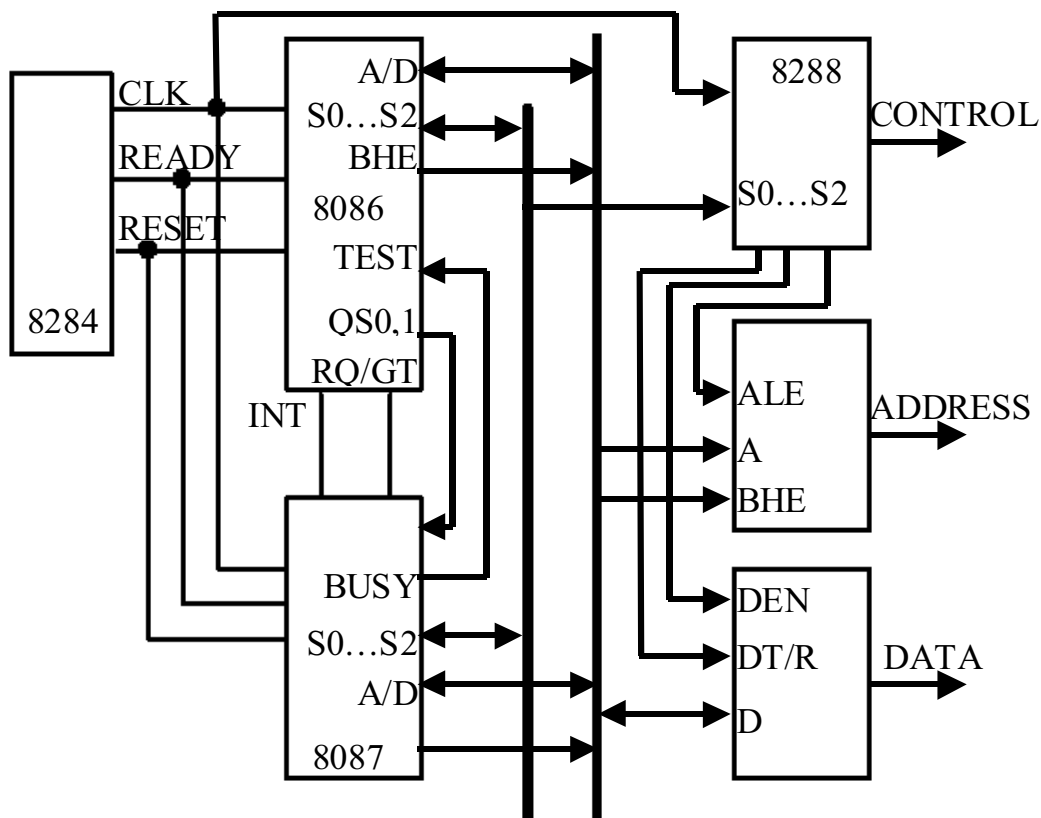 CLK
READY
RESET
8284
A/D
S0...S2
BHE
8086
TEST
QS0,1
RQ/GT
INT
BUSY
S0...S2
A/D
8087
8288
S0...S2
CONTROL
ALE
A
BHE
ADDRESS
DEN
DT/R
D
DATA